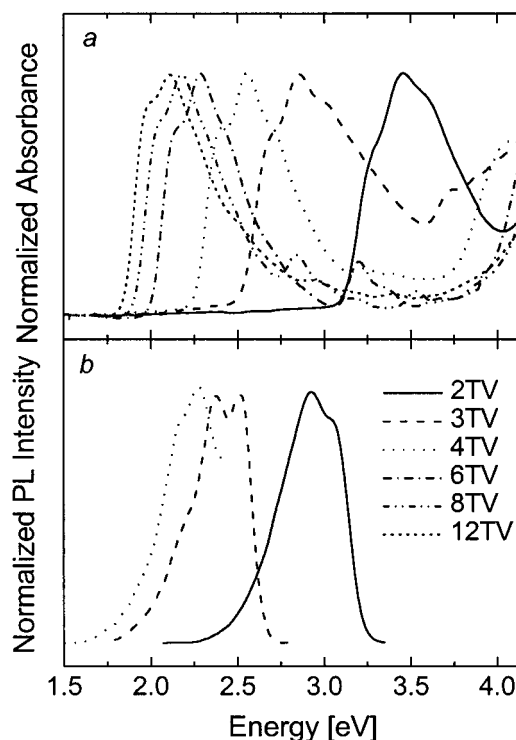 a
Normalized Absorbance
b
Normalized PL Intensity
2TV
3TV
4TV
6TV
8TV
12TV
1.5 2.0 2.5 3.0 3.5 4.0
Energy [eV]